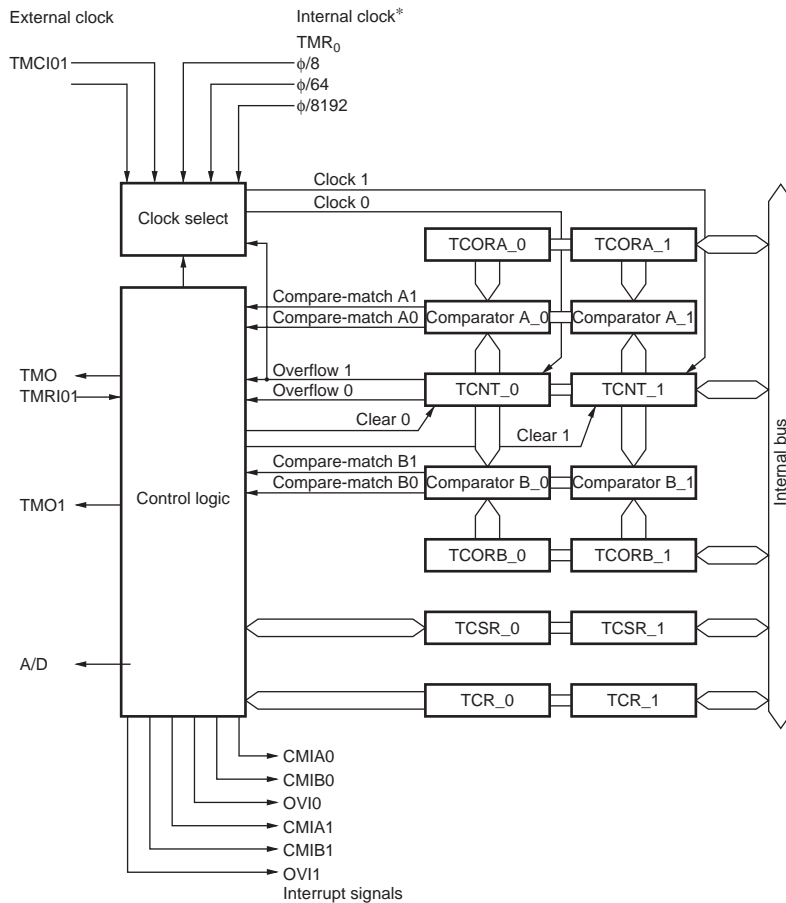 External clock
Internal clock*
TMR0
TMCI01
φ/8
φ/64
φ/8192
Clock 1
Clock 0
Clock select
TCORA_0
TCORA_1
Compare-match A1
Compare-match A0
Comparator A_0
Comparator A_1
TMO
TMRI01
Overflow 1
Overflow 0
TCNT_0
TCNT_1
Clear 0
Clear 1
Compare-match B1
Compare-match B0
Comparator B_0
Comparator B_1
TMO1
Control logic
Internal bus
TCORB_0
TCORB_1
TCSR_0
TCSR_1
A/D
TCR_0
TCR_1
CMIA0
CMIB0
OVI0
CMIA1
CMIB1
OVI1
Interrupt signals